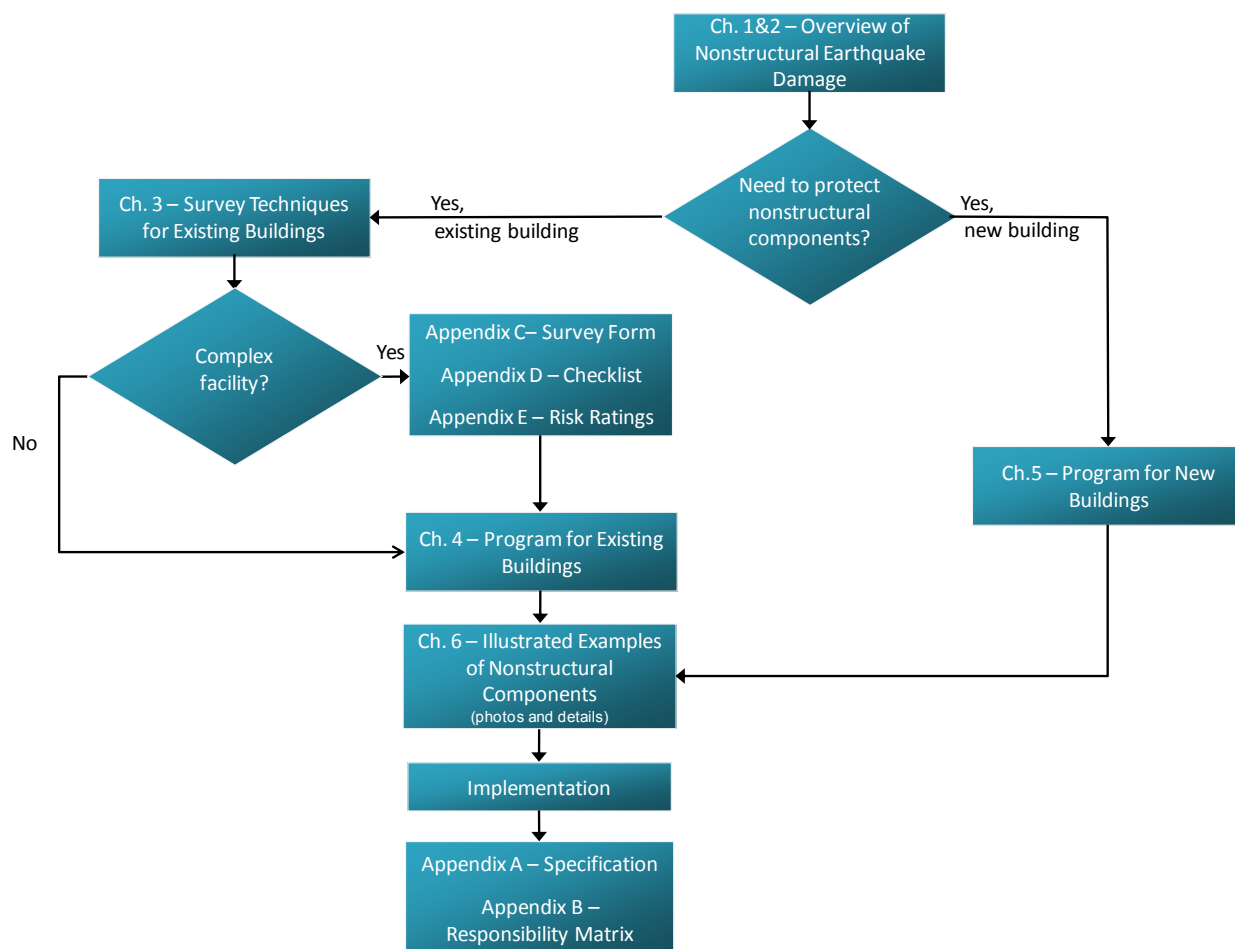 Ch. 1&2 – Overview of
Nonstructural Earthquake
Damage
Need to protect
nonstructural
components?
Yes,
existing building
Yes,
new building
Ch. 3 – Survey Techniques
for Existing Buildings
Complex
facility?
Yes
No
Appendix C– Survey Form
Appendix D – Checklist
Appendix E – Risk Ratings
Ch.5 – Program for New
Buildings
Ch. 4 – Program for Existing
Buildings
Ch. 6 – Illustrated Examples
of Nonstructural
Components
(photos and details)
Implementation
Appendix A – Specification
Appendix B –
Responsibility Matrix